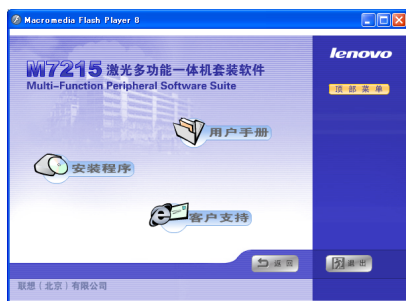 Macromedia Flash Player 8
lenovo
M7215 激光多功能一体机套装软件
Multi-Function Peripheral Software Suite
顶部菜单
用户手册
安装程序
客户支持
返回
退出
联想（北京）有限公司